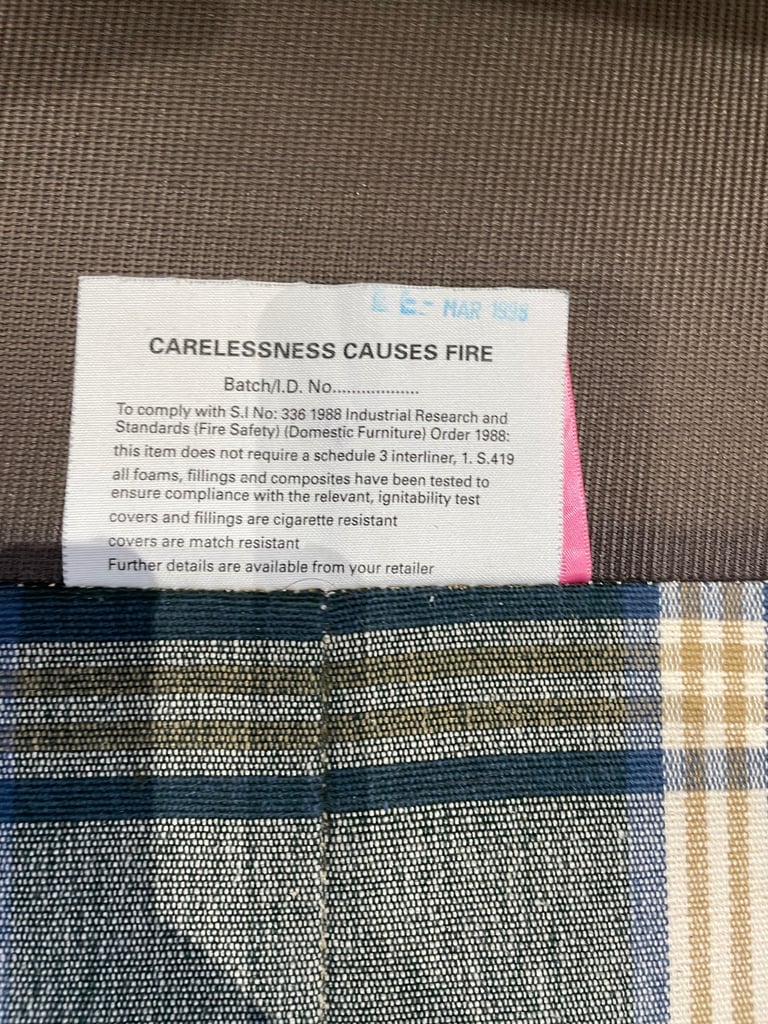 MAR
CARELESSNESS CAUSES FIRE
Batch/I.D. No..................
To comply with S.I No: 336 1988 Industrial Research and
Standards (Fire Safety) (Domestic Furniture) Order 1988:
this item does not require a schedule 3 interliner, 1. S.419
all foams, fillings and composites have been tested to
ensure compliance with the relevant, ignitability test
covers and fillings are cigarette resistant
covers are match resistant
Further details are available from your retailer